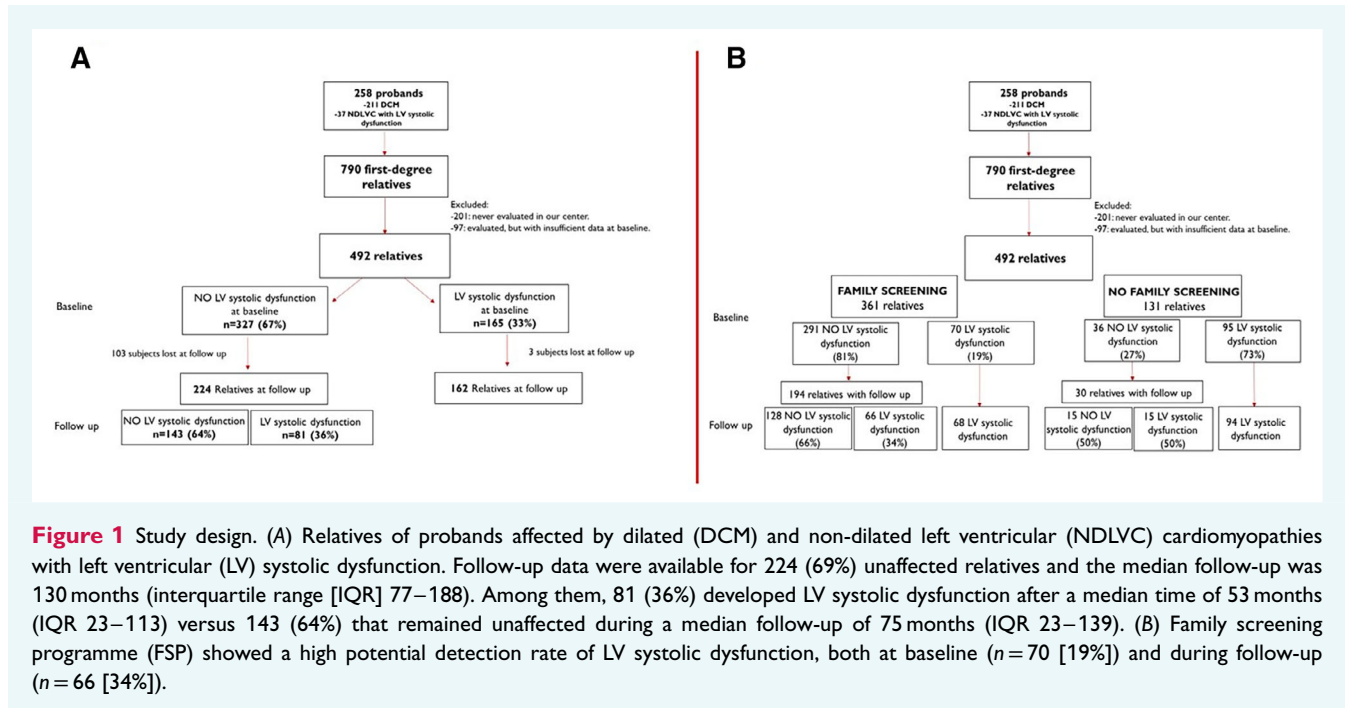 A
258 probands
-211 DCM
-37 NDLVC with LV systolic
dysfunction
790 first-degree
relatives
Excluded:
-201: never evaluated in our center.
-97: evaluated, but with insufficient data at baseline.
492 relatives
Baseline
NO LV systolic dysfunction
at baseline
n=327 (67%)
LV systolic dysfunction
at baseline
n=165 (33%)
103 subjects lost at follow up
3 subjects lost at follow up
224 Relatives at follow up
162 Relatives at follow up
Follow up
NO LV systolic dysfunction
n=143 (64%)
LV systolic dysfunction
n=81 (36%)
B
258 probands
-211 DCM
-37 NDLVC with LV systolic
dysfunction
790 first-degree
relatives
Excluded:
-201: never evaluated in our center.
-97: evaluated, but with insufficient data at baseline.
492 relatives
FAMILY SCREENING
361 relatives
NO FAMILY SCREENING
131 relatives
Baseline
291 NO LV systolic
dysfunction
(81%)
70 LV systolic
dysfunction
(19%)
36 NO LV systolic
dysfunction
(27%)
95 LV systolic
dysfunction
(73%)
194 relatives with follow up
30 relatives with follow up
Follow up
128 NO LV systolic
dysfunction
(66%)
66 LV systolic
dysfunction
(34%)
68 LV systolic
dysfunction
15 NO LV
systolic dysfunction
(50%)
15 LV systolic
dysfunction
(50%)
94 LV systolic
dysfunction
Figure 1 Study design. (A) Relatives of probands affected by dilated (DCM) and non-dilated left ventricular (NDLVC) cardiomyopathies
with left ventricular (LV) systolic dysfunction. Follow-up data were available for 224 (69%) unaffected relatives and the median follow-up was
130 months (interquartile range [IQR] 77–188). Among them, 81 (36%) developed LV systolic dysfunction after a median time of 53 months
(IQR 23–113) versus 143 (64%) that remained unaffected during a median follow-up of 75 months (IQR 23–139). (B) Family screening
programme (FSP) showed a high potential detection rate of LV systolic dysfunction, both at baseline (n = 70 [19%]) and during follow-up
(n = 66 [34%]).